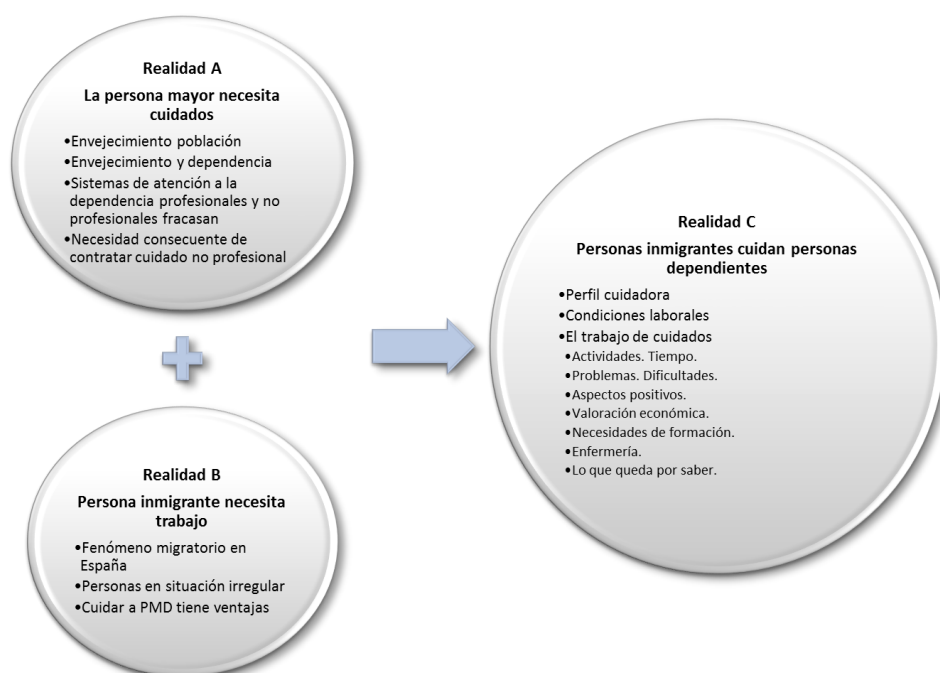 Realidad A
La persona mayor necesita
cuidados
•Envejecimiento población
•Envejecimiento y dependencia
•Sistemas de atención a la
dependencia profesionales y no
profesionales fracasan
•Necesidad consecuente de
contratar cuidado no profesional
Realidad B
Persona inmigrante necesita
trabajo
•Fenómeno migratorio en
España
•Personas en situación irregular
•Cuidar a PMD tiene ventajas
Realidad C
Personas inmigrantes cuidan personas
dependientes
•Perfil cuidadora
•Condiciones laborales
•El trabajo de cuidados
•Actividades. Tiempo.
•Problemas. Dificultades.
•Aspectos positivos.
•Valoración económica.
•Necesidades de formación.
•Enfermería.
•Lo que queda por saber.